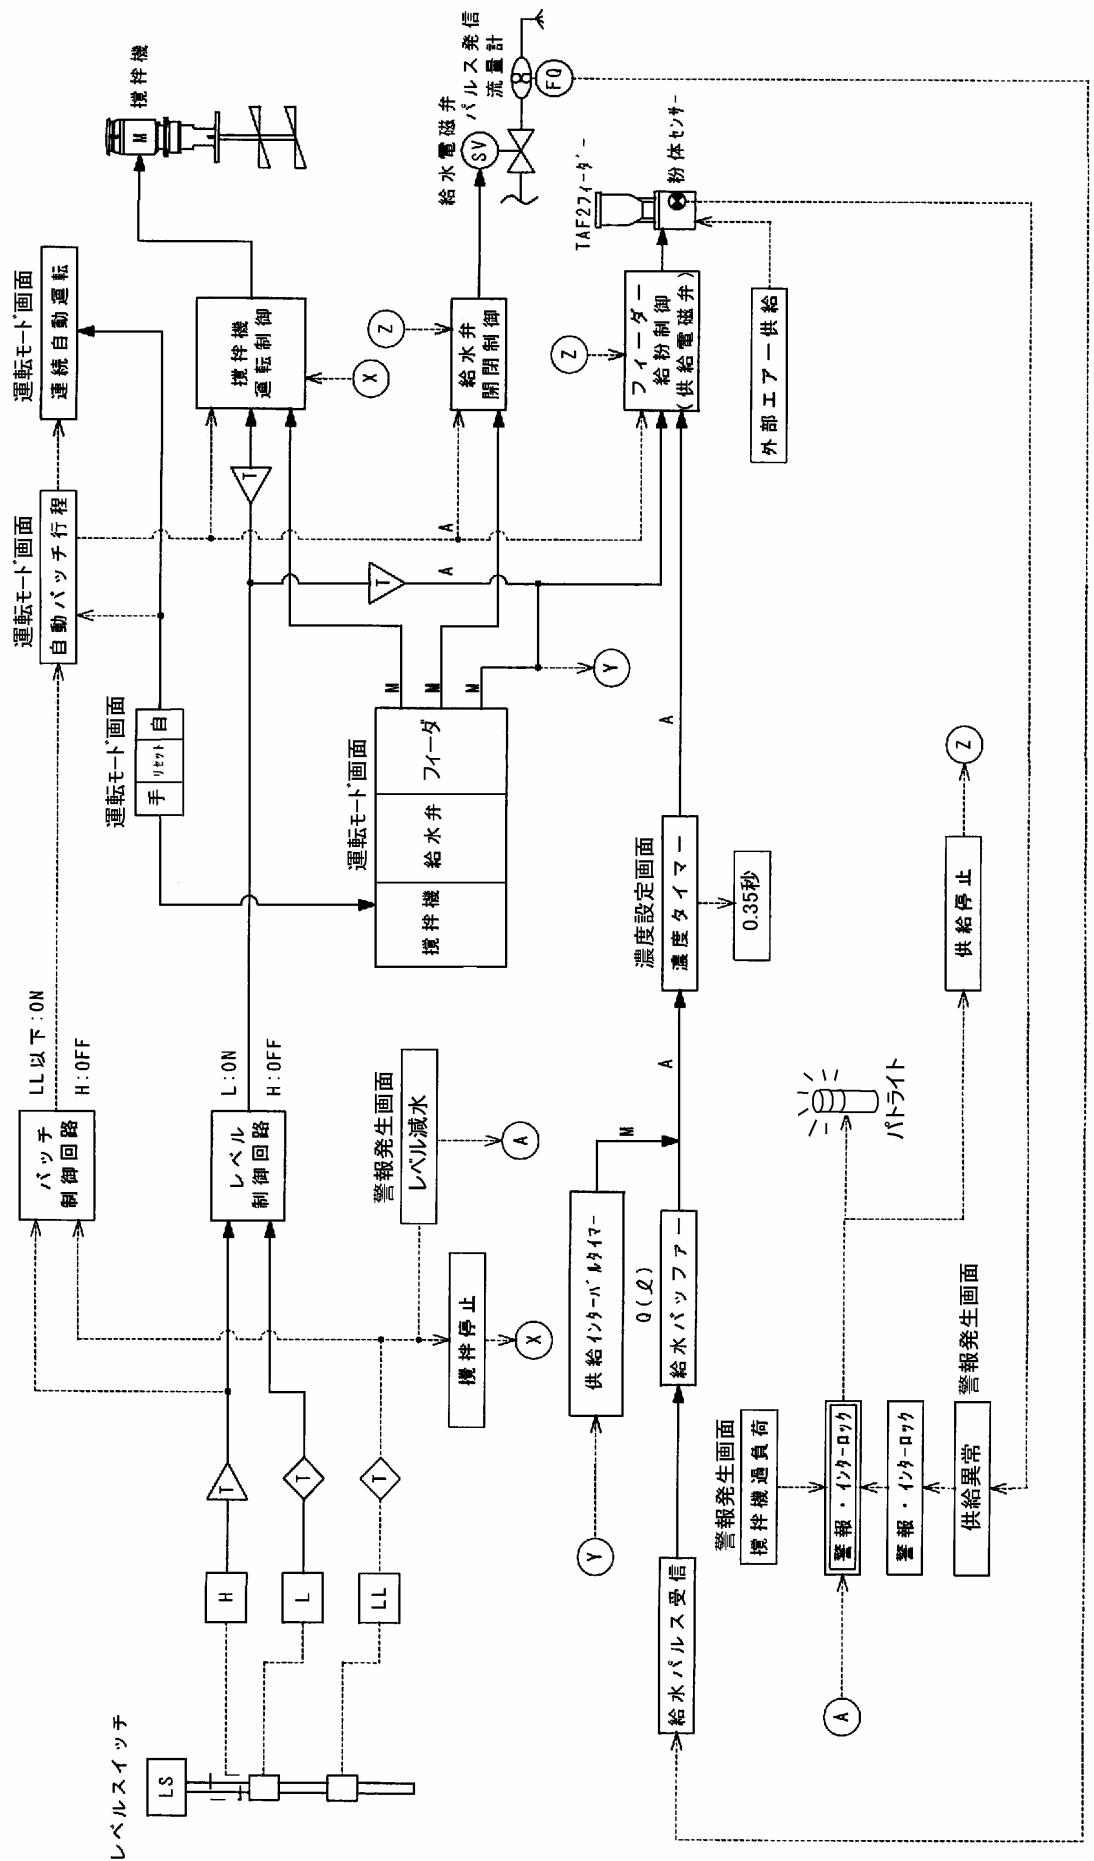 レベルスイッチ
LS
H
L
LL
T
T
T
バッチ
制御回路
LL以下:ON
H:OFF
レベル
制御回路
L:ON
H:OFF
警報発生画面
レベル減水
A
攪拌停止
X
運転モード画面
手
リセット
自
運転モード画面
自動バッチ行程
運転モード画面
連続自動運転
運転モード画面
攪拌機
給水弁
フィーダ
M
M
M
T
T
A
A
Y
攪拌機
運転制御
X
M
攪拌機
給水弁
開閉制御
Z
給水電磁弁
SV
パルス発信
流量計
8
FQ
フィーダー
給粉制御
(供給電磁弁)
Z
TAF2フィーダー
粉体センサー
外部エアー供給
Y
供給インターバルタイマー
M
給水パルス受信
Q(ℓ)
給水バッファー
A
濃度設定画面
濃度タイマー
A
0.35秒
警報発生画面
攪拌機過負荷
A
警報・インターロック
警報・インターロック
警報発生画面
供給異常
パトライト
供給停止
Z